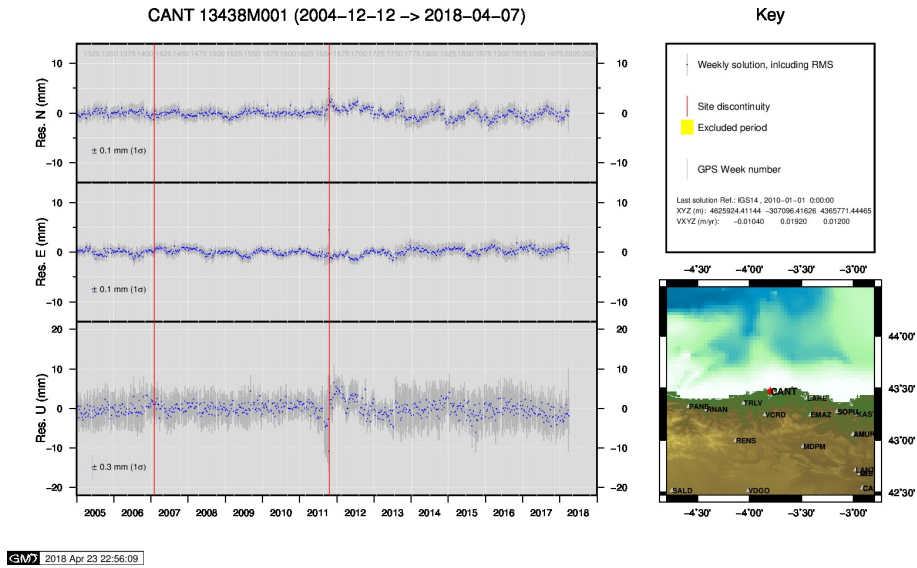 CANT 13438M001 (2004−12−12 −> 2018−04−07)
Key
Res. N (mm)
10
0
−10
± 0.1 mm (1σ)
10
0
−10
Res. E (mm)
10
0
−10
± 0.1 mm (1σ)
10
0
−10
Res. U (mm)
20
10
0
−10
−20
± 0.3 mm (1σ)
20
10
0
−10
−20
2005 2006 2007 2008 2009 2010 2011 2012 2013 2014 2015 2016 2017 2018
Weekly solution, inlcuding RMS
Site discontinuity
Excluded period
GPS Week number
Last solution Ref.: IGS14 , 2010−01−01 0:00:00
XYZ (m): 4625924.41144 −307096.41626 4365771.44465
VXYZ (m/yr): −0.01040 0.01920 0.01200
−4°30' −4°00' −3°30' −3°00'
44°00'
43°30'
43°00'
42°30'
CANT
LARE
PANE
RNAN
TRLV
VCRD
EMAZ
SOPU
KAST
AMUR
RENS
MDPM
SALD
VDGO
CA
−4°30' −4°00' −3°30' −3°00'
GMT 2018 Apr 23 22:56:09